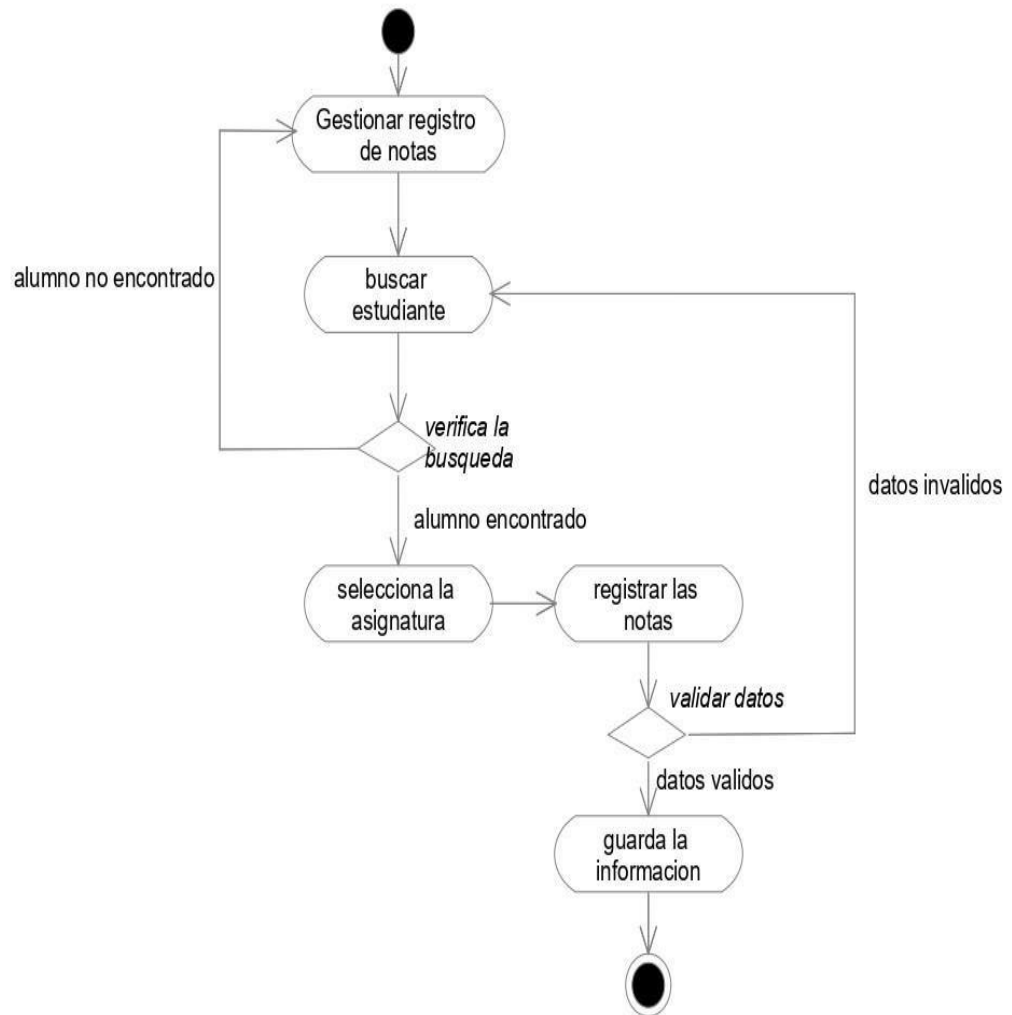 Gestionar registro
de notas
alumno no encontrado
buscar
estudiante
verifica la
busqueda
datos invalidos
alumno encontrado
selecciona la
asignatura
registrar las
notas
validar datos
datos validos
guarda la
informacion